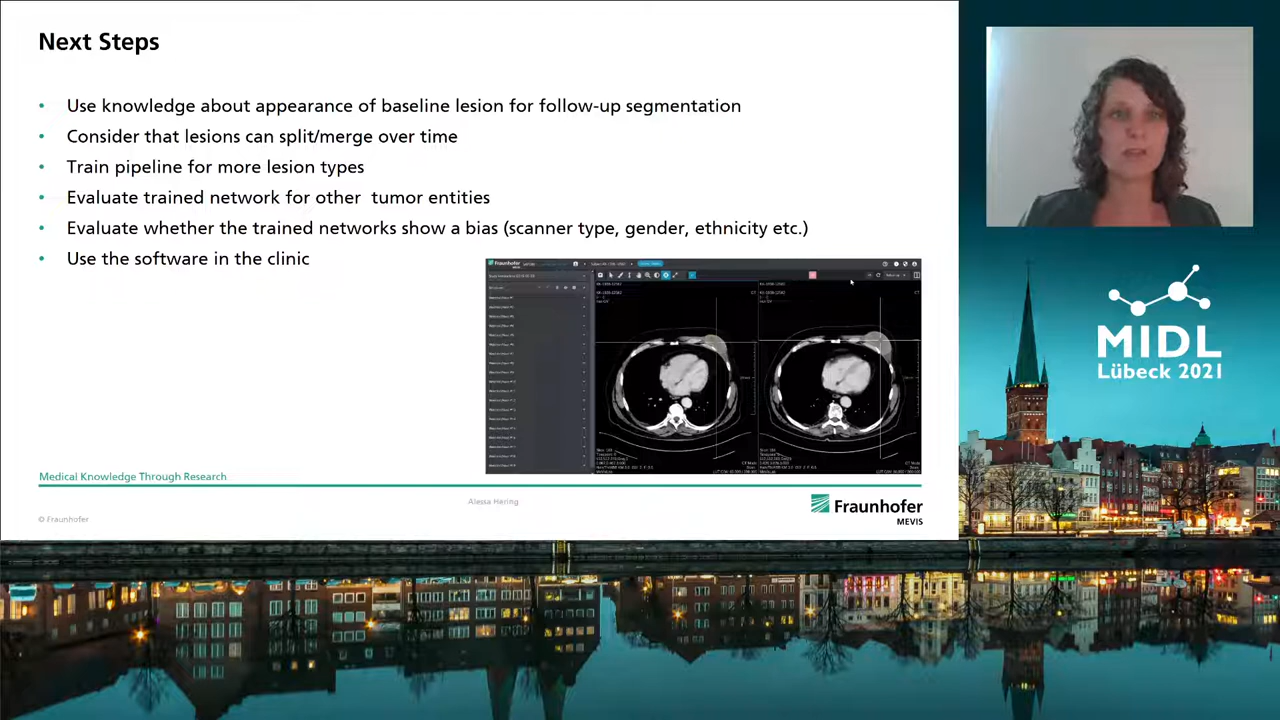 Next Steps
• Use knowledge about appearance of baseline lesion for follow-up segmentation
• Consider that lesions can split/merge over time
• Train pipeline for more lesion types
• Evaluate trained network for other tumor entities
• Evaluate whether the trained networks show a bias (scanner type, gender, ethnicity etc.)
• Use the software in the clinic
Fraunhofer
MEVIS
Medical Knowledge Through Research
Alessa Hering
© Fraunhofer
Fraunhofer
MEVIS
MIDL
Lübeck 2021